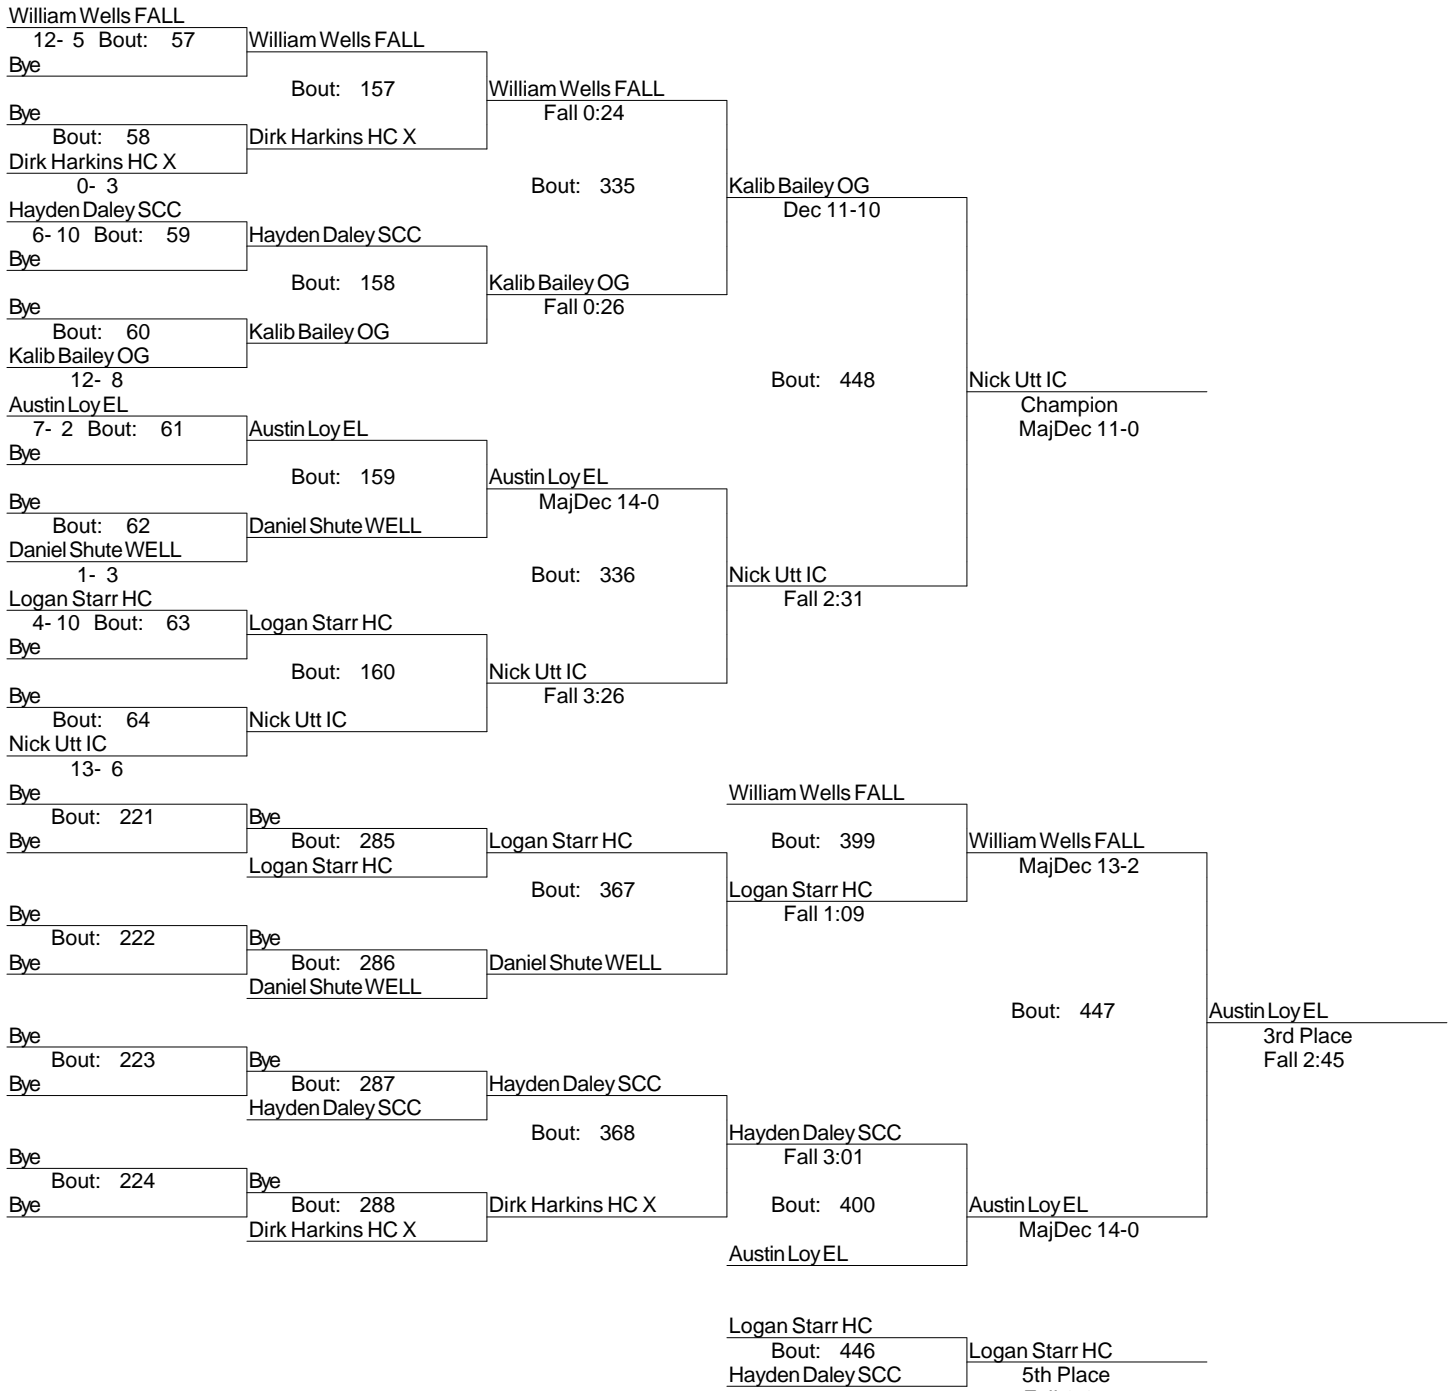 William Wells FALL
12- 5 Bout: 57
William Wells FALL
Bye
Bout: 157
William Wells FALL
Bye
Fall 0:24
Bout: 58
Dirk Harkins HC X
Dirk Harkins HC X
0- 3
Bout: 335
Kalib Bailey OG
Hayden Daley SCC
Dec 11-10
6- 10 Bout: 59
Hayden Daley SCC
Bye
Bout: 158
Kalib Bailey OG
Bye
Fall 0:26
Bout: 60
Kalib Bailey OG
Kalib Bailey OG
12- 8
Bout: 448
Nick Utt IC
Austin Loy EL
Champion
7- 2 Bout: 61
Austin Loy EL
MajDec 11-0
Bye
Bout: 159
Austin Loy EL
Bye
MajDec 14-0
Bout: 62
Daniel Shute WELL
Daniel Shute WELL
1- 3
Bout: 336
Nick Utt IC
Logan Starr HC
Fall 2:31
4- 10 Bout: 63
Logan Starr HC
Bye
Bout: 160
Nick Utt IC
Bye
Fall 3:26
Bout: 64
Nick Utt IC
Nick Utt IC
13- 6
Bye
William Wells FALL
Bout: 221
Bye
Bye
Bout: 285
Logan Starr HC
Bout: 399
William Wells FALL
Logan Starr HC
MajDec 13-2
Bout: 367
Logan Starr HC
Bye
Fall 1:09
Bout: 222
Bye
Bye
Bout: 286
Daniel Shute WELL
Daniel Shute WELL
Bout: 447
Austin Loy EL
Bye
3rd Place
Bout: 223
Bye
Fall 2:45
Bye
Bout: 287
Hayden Daley SCC
Hayden Daley SCC
Bout: 368
Hayden Daley SCC
Bye
Fall 3:01
Bout: 224
Bye
Bye
Bout: 288
Dirk Harkins HC X
Bout: 400
Austin Loy EL
Dirk Harkins HC X
MajDec 14-0
Austin Loy EL
Logan Starr HC
Bout: 446
Logan Starr HC
Hayden Daley SCC
5th Place